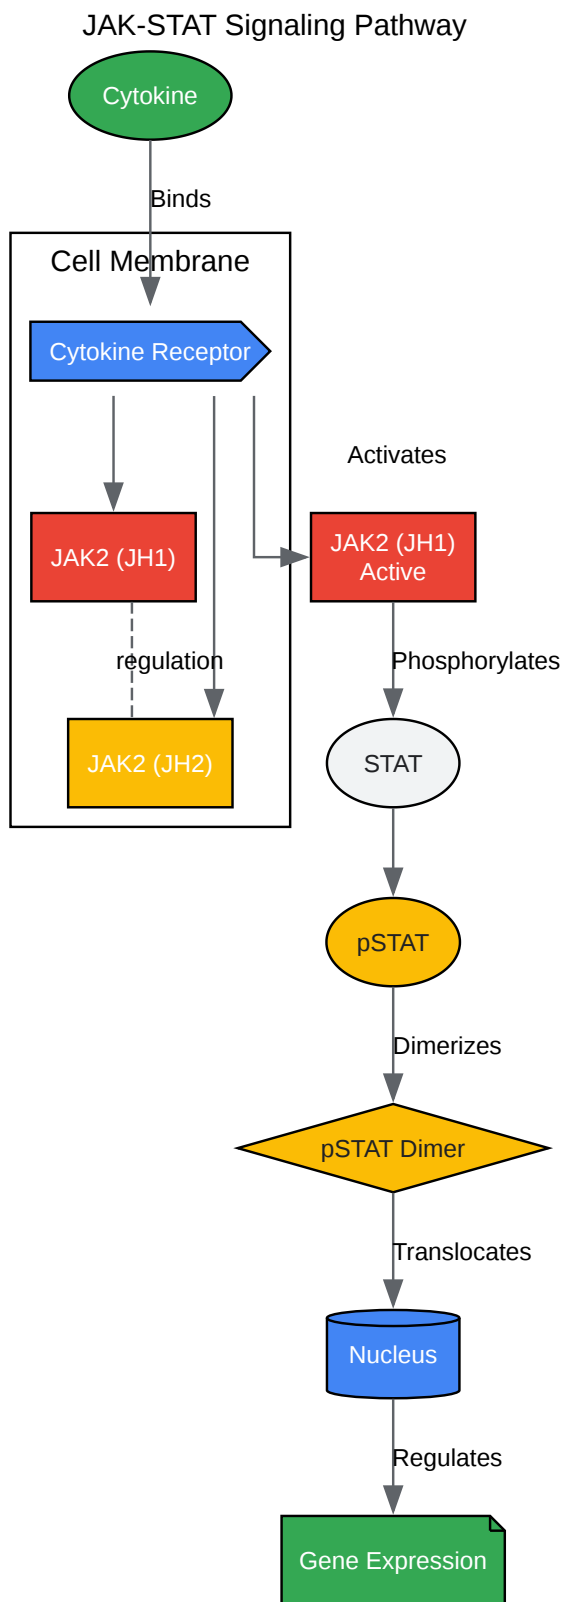 JAK-STAT Signaling Pathway
Cytokine
Binds
Cell Membrane
Cytokine Receptor
Activates
JAK2 (JH1)
JAK2 (JH1)
Active
regulation
Phosphorylates
JAK2 (JH2)
STAT
pSTAT
Dimerizes
pSTAT Dimer
Translocates
Nucleus
Regulates
Gene Expression